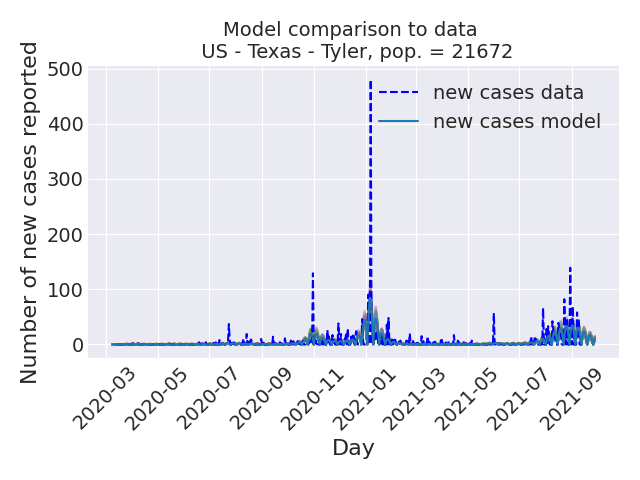 Model comparison to data
US - Texas - Tyler, pop. = 21672
Number of new cases reported
500
400
300
200
100
0
new cases data
new cases model
2020-03
2020-05
2020-07
2020-09
2020-11
2021-01
2021-03
2021-05
2021-07
2021-09
Day